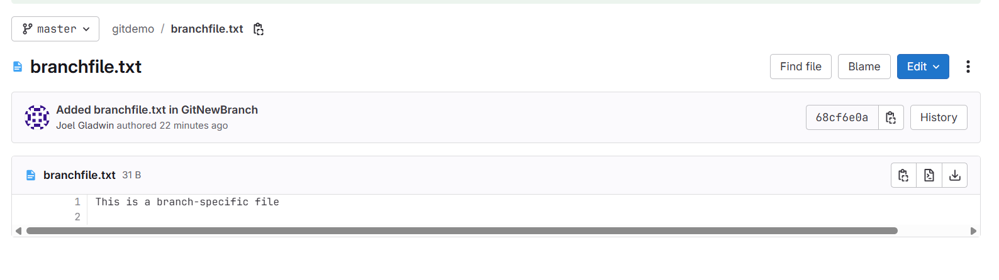 master
gitdemo / branchfile.txt
branchfile.txt
Find file
Blame
Edit
Added branchfile.txt in GitNewBranch
Joel Gladwin authored 22 minutes ago
68cf6e0a
History
branchfile.txt 31 B
1 This is a branch-specific file
2